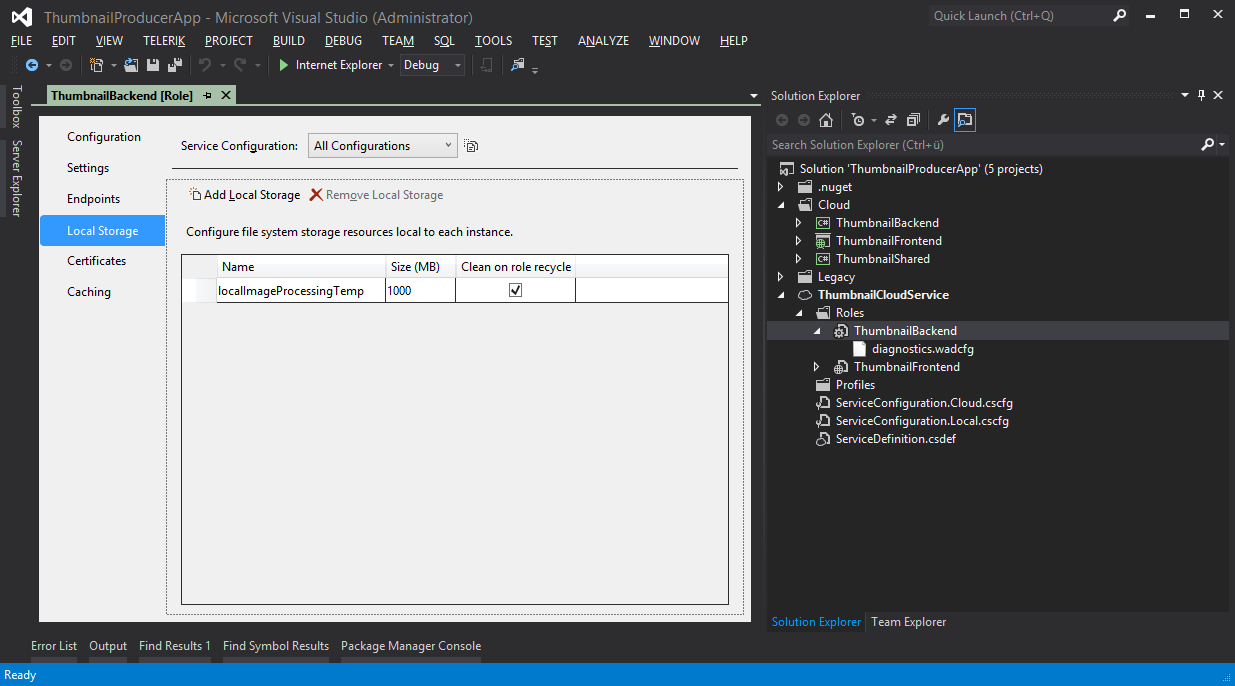 ThumbnailProducerApp - Microsoft Visual Studio (Administrator)
Quick Launch (Ctrl+Q)
FILE EDIT VIEW TELERIK PROJECT BUILD DEBUG TEAM SQL TOOLS TEST ANALYZE WINDOW HELP
Internet Explorer Debug
Toolbox
Server Explorer
ThumbnailBackend [Role]
Configuration
Settings
Endpoints
Local Storage
Certificates
Caching
Service Configuration: All Configurations
Add Local Storage Remove Local Storage
Configure file system storage resources local to each instance.
Name Size (MB) Clean on role recycle
localImageProcessingTemp 1000
Solution Explorer
Search Solution Explorer (Ctrl+ü)
Solution 'ThumbnailProducerApp' (5 projects)
.nuget
Cloud
C# ThumbnailBackend
ThumbnailFrontend
C# ThumbnailShared
Legacy
ThumbnailCloudService
Roles
ThumbnailBackend
diagnostics.wadcfg
ThumbnailFrontend
Profiles
ServiceConfiguration.Cloud.cscfg
ServiceConfiguration.Local.cscfg
ServiceDefinition.csdef
Solution Explorer Team Explorer
Error List Output Find Results 1 Find Symbol Results Package Manager Console
Ready